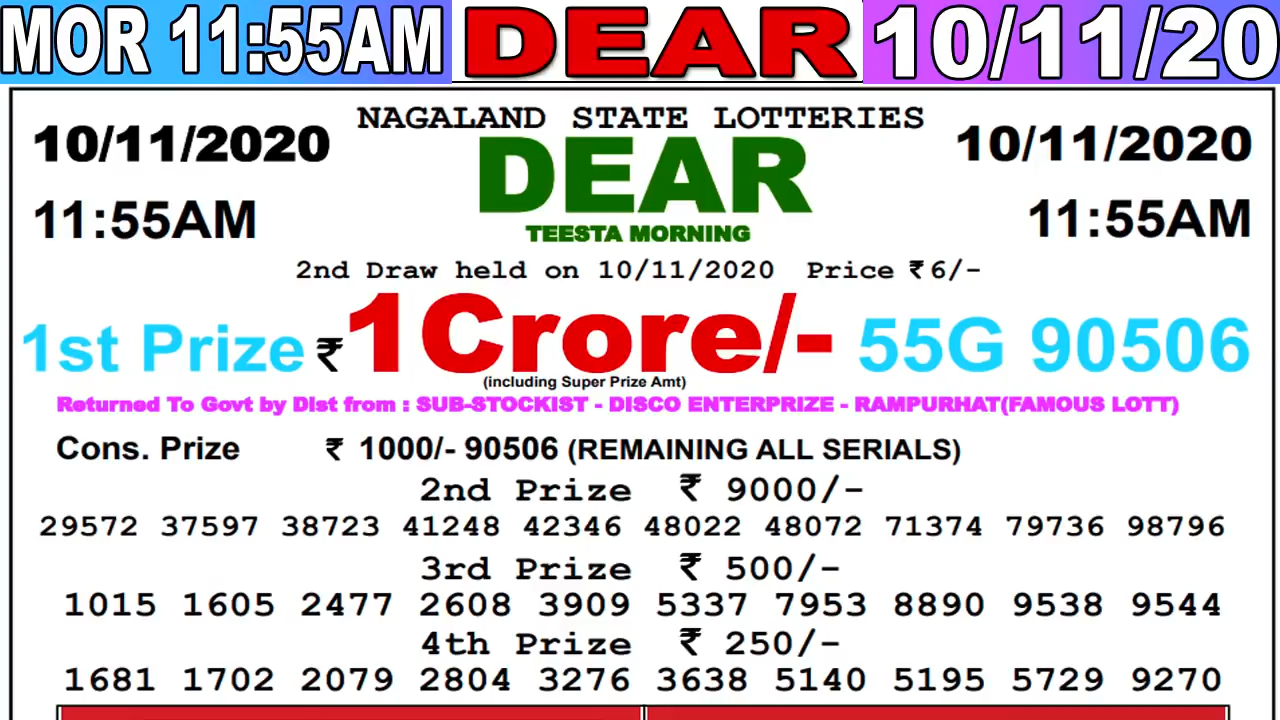 MOR 11:55AM DEAR 10/11/20
NAGALAND STATE LOTTERIES
10/11/2020 DEAR 10/11/2020
11:55AM TEESTA MORNING 11:55AM
2nd Draw held on 10/11/2020 Price ₹6/-
1st Prize ₹1Crore/- 55G 90506
(including Super Prize Amt)
Returned To Govt by Dist from : SUB-STOCKIST - DISCO ENTERPRIZE - RAMPURHAT(FAMOUS LOTT)
Cons. Prize ₹ 1000/- 90506 (REMAINING ALL SERIALS)
2nd Prize ₹ 9000/-
29572 37597 38723 41248 42346 48022 48072 71374 79736 98796
3rd Prize ₹ 500/-
1015 1605 2477 2608 3909 5337 7953 8890 9538 9544
4th Prize ₹ 250/-
1681 1702 2079 2804 3276 3638 5140 5195 5729 9270